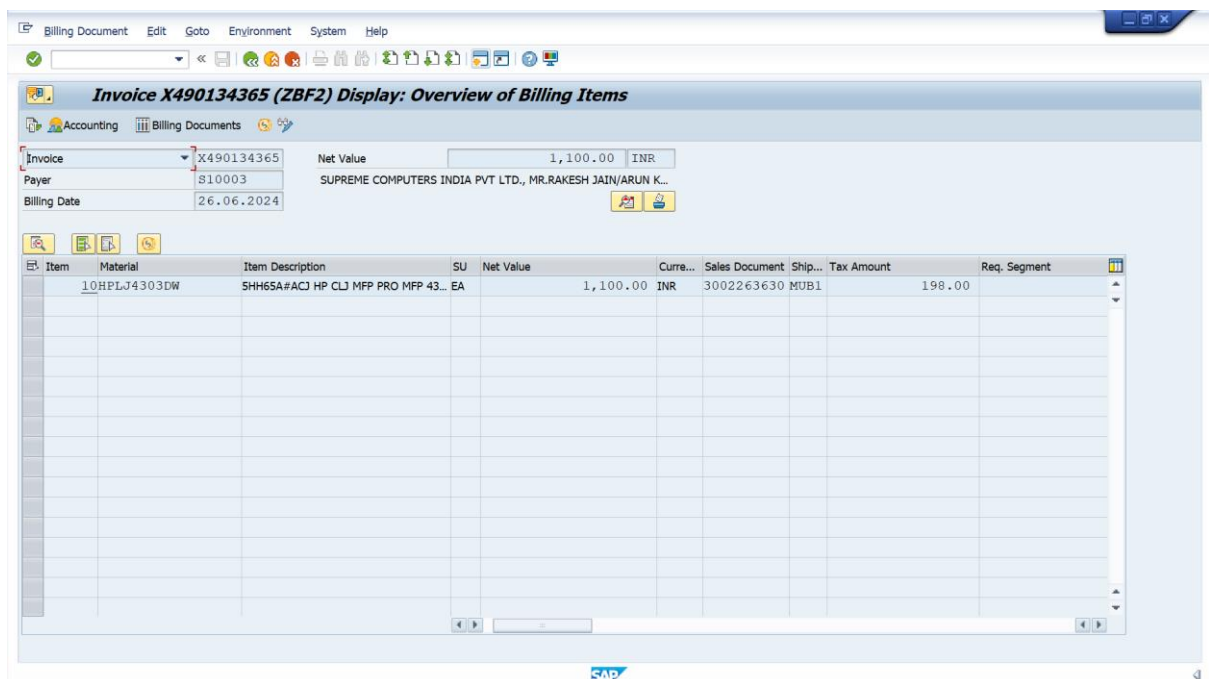 Billing Document Edit Goto Environment System Help
Invoice X490134365 (ZBF2) Display: Overview of Billing Items
Accounting Billing Documents
Invoice X490134365 Net Value 1,100.00 INR
Payer S10003 SUPREME COMPUTERS INDIA PVT LTD., MR.RAKESH JAIN/ARUN K...
Billing Date 26.06.2024
Item Material Item Description SU Net Value Curre... Sales Document Ship... Tax Amount Req. Segment
10 HPLJ4303DW 5HH65A#ACJ HP CLJ MFP PRO MFP 43... EA 1,100.00 INR 3002263630 MUB1 198.00
SAP